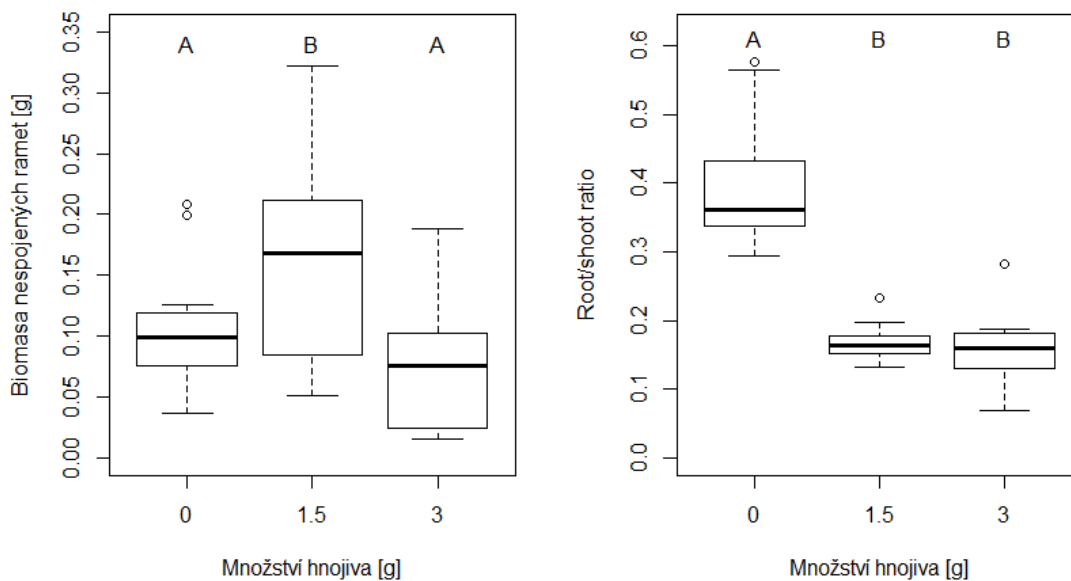 Biomasa nespojených ramet [g]
0.35
0.30
0.25
0.20
0.15
0.10
0.05
0.00
A B A
0 1.5 3
Množství hnojiva [g]
Root/shoot ratio
0.6
0.5
0.4
0.3
0.2
0.1
0.0
A B B
0 1.5 3
Množství hnojiva [g]